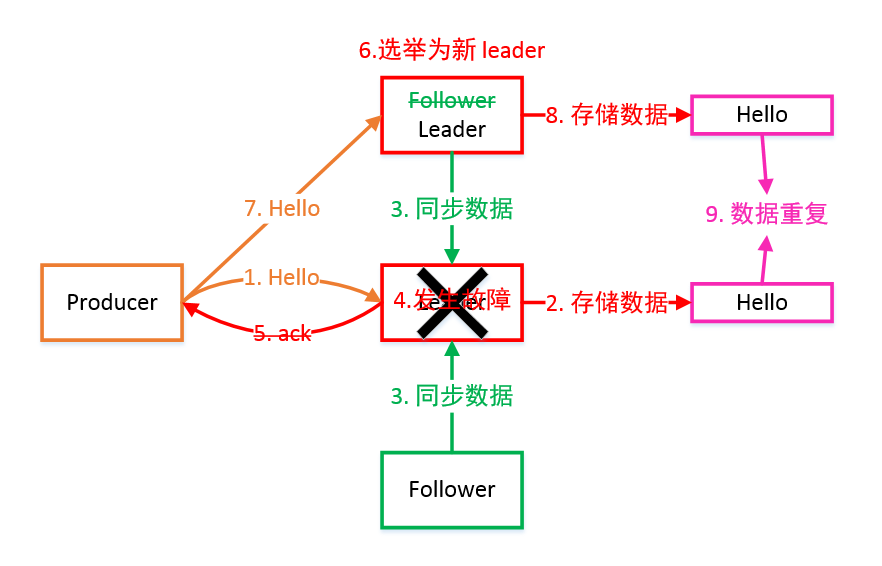 6.选举为新 leader
Follower
Leader
8. 存储数据
Hello
7. Hello
3. 同步数据
9. 数据重复
Producer
1. Hello
4.发生故障
Leader
2. 存储数据
Hello
5. ack
3. 同步数据
Follower